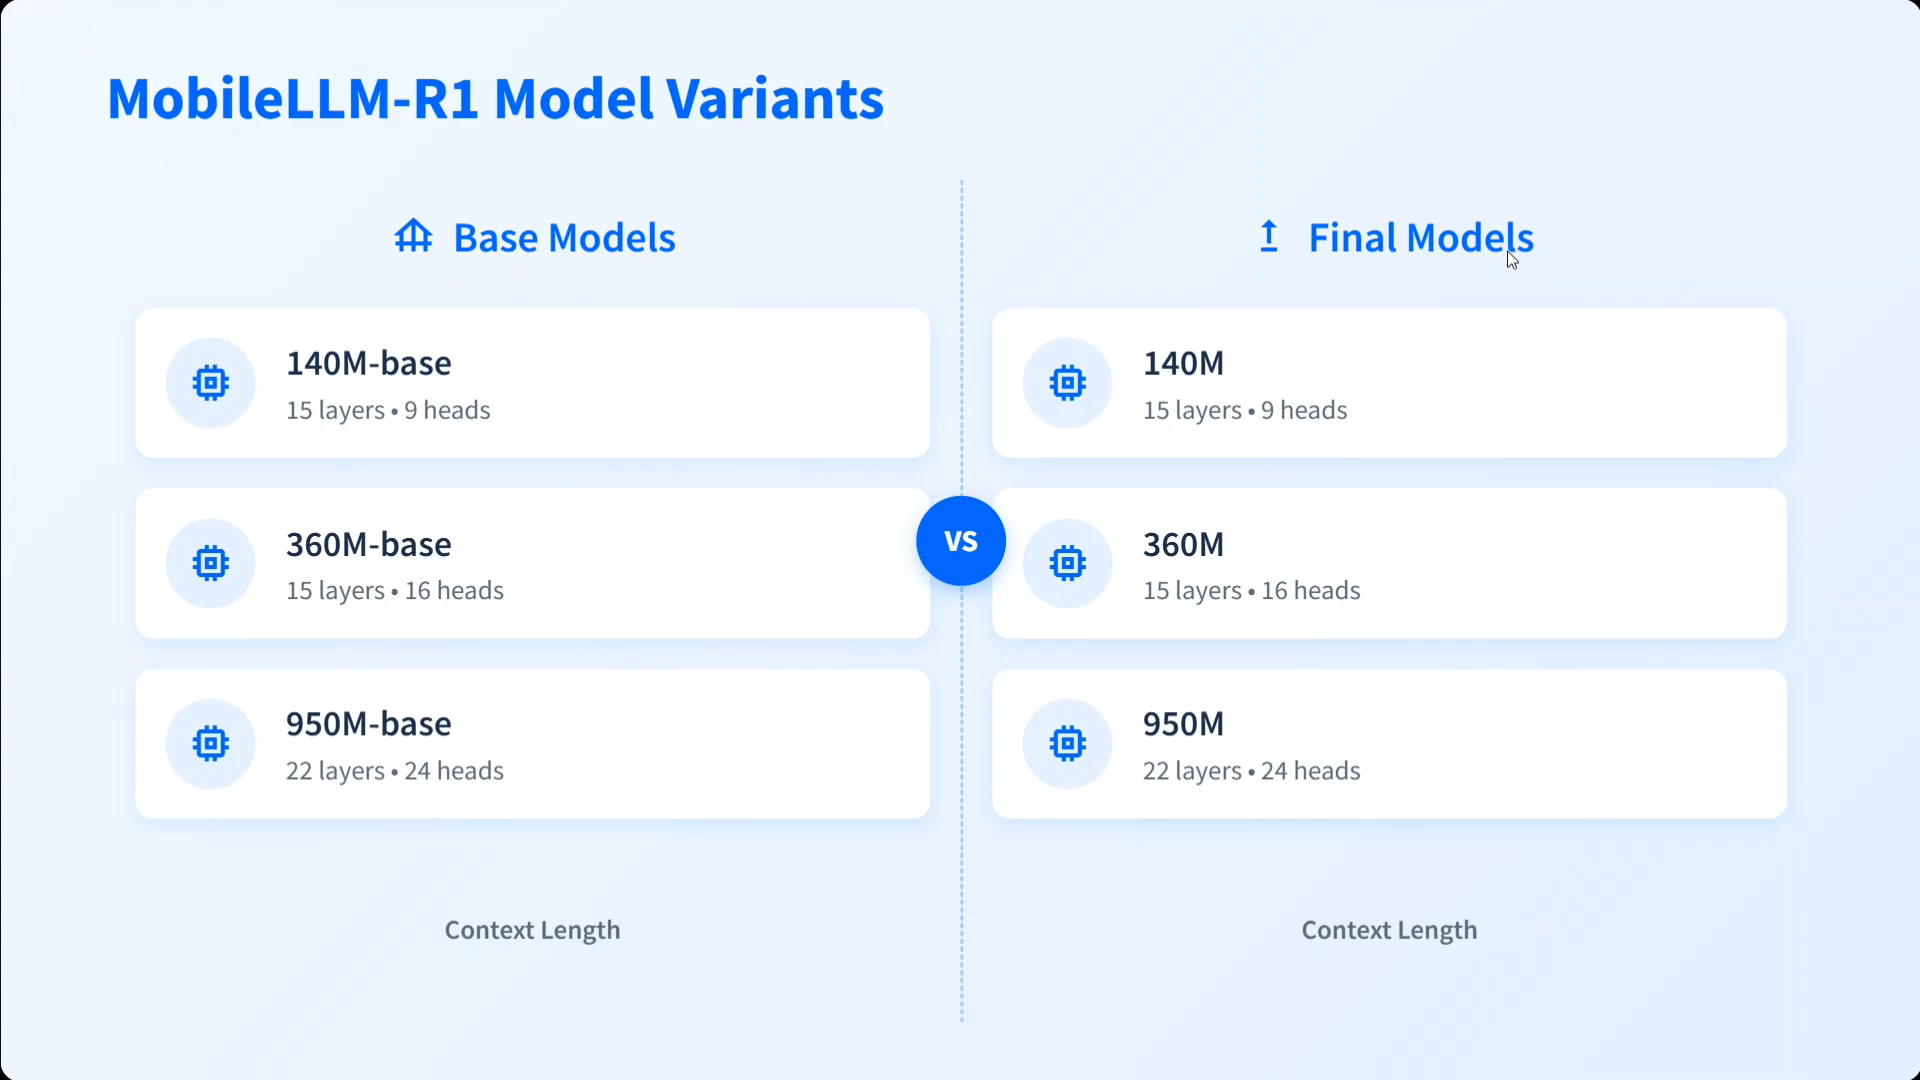 MobileLLM-R1 Model Variants
Base Models
140M-base
15 layers • 9 heads
360M-base
15 layers • 16 heads
950M-base
22 layers • 24 heads
Context Length
VS
Final Models
140M
15 layers • 9 heads
360M
15 layers • 16 heads
950M
22 layers • 24 heads
Context Length